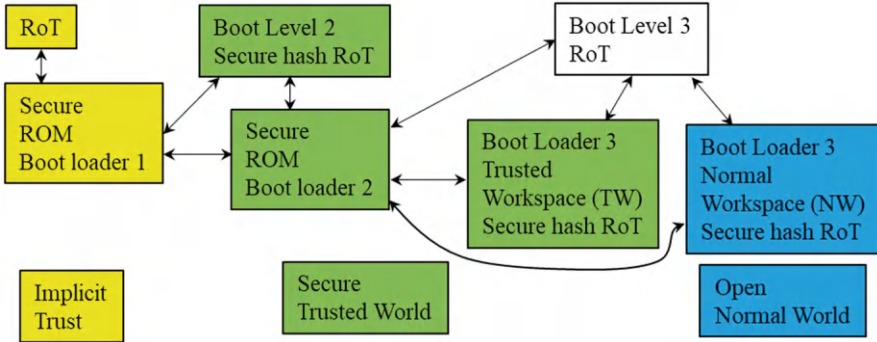 RoT
Boot Level 2
Secure hash RoT
Boot Level 3
RoT
Secure
ROM
Boot loader 1
Secure
ROM
Boot loader 2
Boot Loader 3
Trusted
Workspace (TW)
Secure hash RoT
Boot Loader 3
Normal
Workspace (NW)
Secure hash RoT
Implicit
Trust
Secure
Trusted World
Open
Normal World